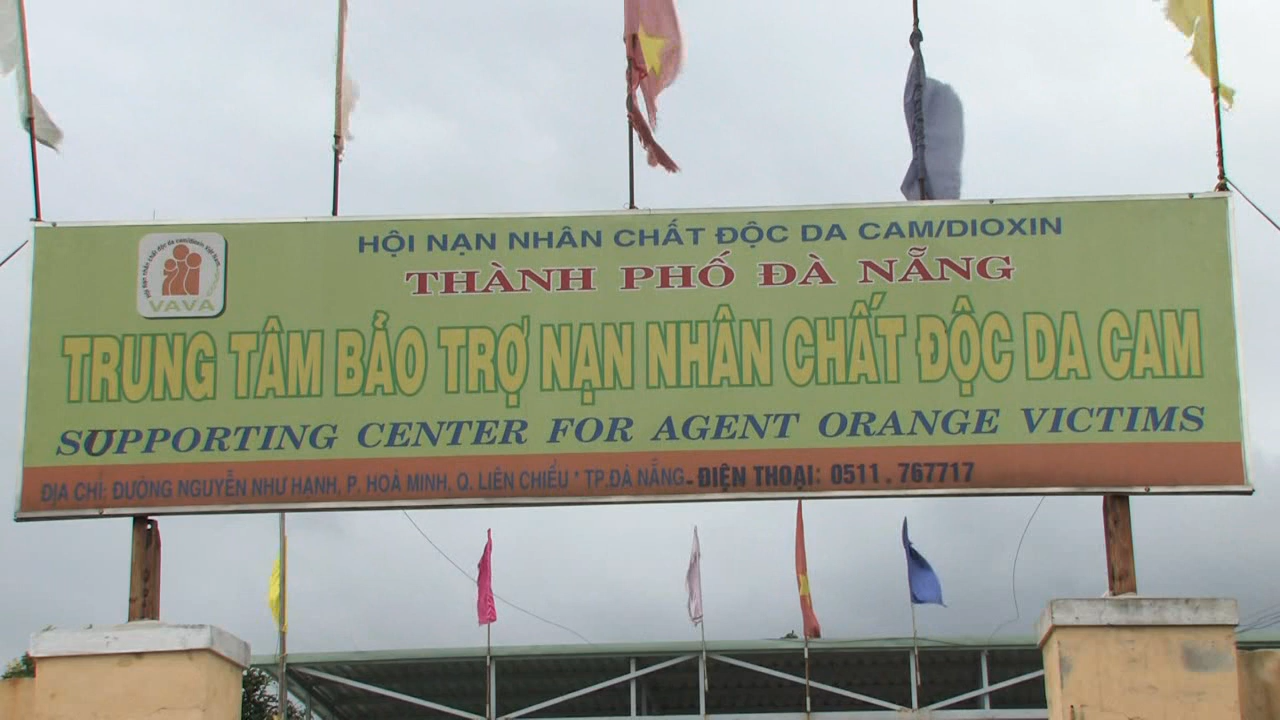 HỘI NẠN NHÂN CHẤT ĐỘC DA CAM/DIOXIN
THÀNH PHỐ ĐÀ NẴNG
VAVA
TRUNG TÂM BẢO TRỢ NẠN NHÂN CHẤT ĐỘC DA CAM
SUPPORTING CENTER FOR AGENT ORANGE VICTIMS
ĐỊA CHỈ: ĐƯỜNG NGUYỄN NHƯ HẠNH, P. HOÀ MINH, Q. LIÊN CHIỂU * TP.ĐÀ NẴNG - ĐIỆN THOẠI: 0511 . 767717